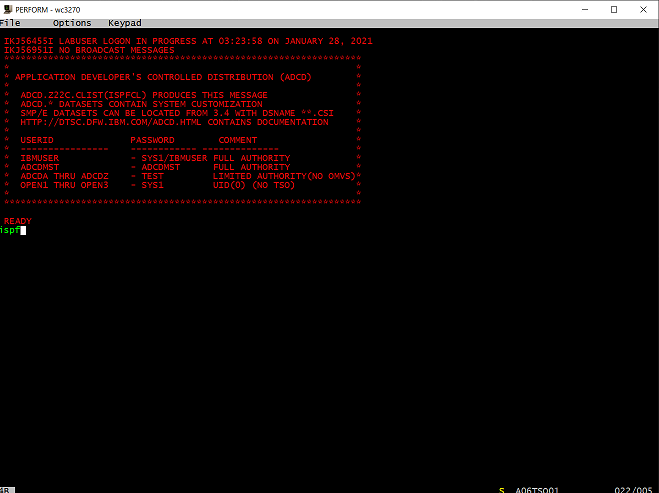 PERFORM - wc3270
File Options Keypad
IKJ56455I LABUSER LOGON IN PROGRESS AT 03:23:58 ON JANUARY 28, 2021
IKJ56951I NO BROADCAST MESSAGES
******************************************************************
* *
* APPLICATION DEVELOPER'S CONTROLLED DISTRIBUTION (ADCD) *
* *
* ADCD.Z22C.CLIST(ISPFCL) PRODUCES THIS MESSAGE *
* ADCD.* DATASETS CONTAIN SYSTEM CUSTOMIZATION *
* SMP/E DATASETS CAN BE LOCATED FROM 3.4 WITH DSNAME **.CSI *
* HTTP://DTSC.DFW.IBM.COM/ADCD.HTML CONTAINS DOCUMENTATION *
* *
* USERID PASSWORD COMMENT *
* ---------------- ------------ -------------- *
* IBMUSER - SYS1/IBMUSER FULL AUTHORITY *
* ADCDMST - ADCDMST FULL AUTHORITY *
* ADCDA THRU ADCDZ - TEST LIMITED AUTHORITY(NO OMVS)*
* OPEN1 THRU OPEN3 - SYS1 UID(0) (NO TSO) *
* *
******************************************************************
READY
ispf
S A06TSO01 022/005